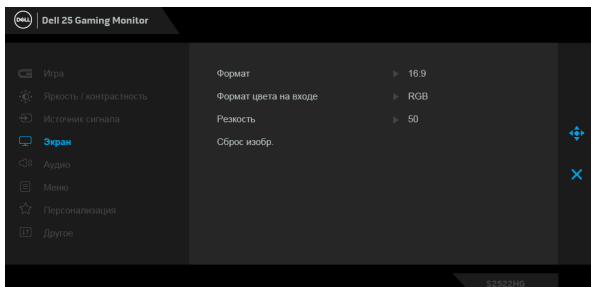 DELL Dell 25 Gaming Monitor
Игра
Яркость / контрастность
Источник сигнала
Экран
Аудио
Меню
Персонализация
Другое
Формат 16:9
Формат цвета на входе RGB
Резкость 50
Сброс изобр.
S2522HG